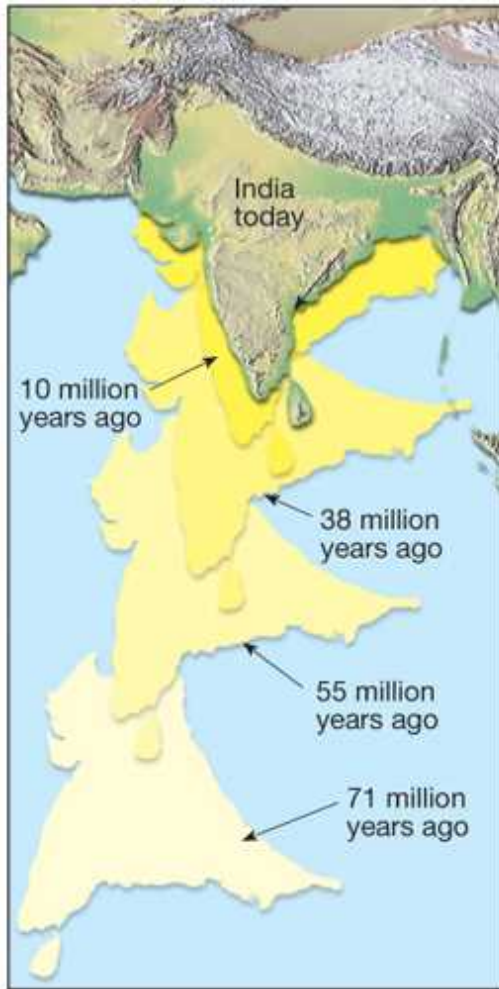 India
today
10 million
years ago
38 million
years ago
55 million
years ago
71 million
years ago